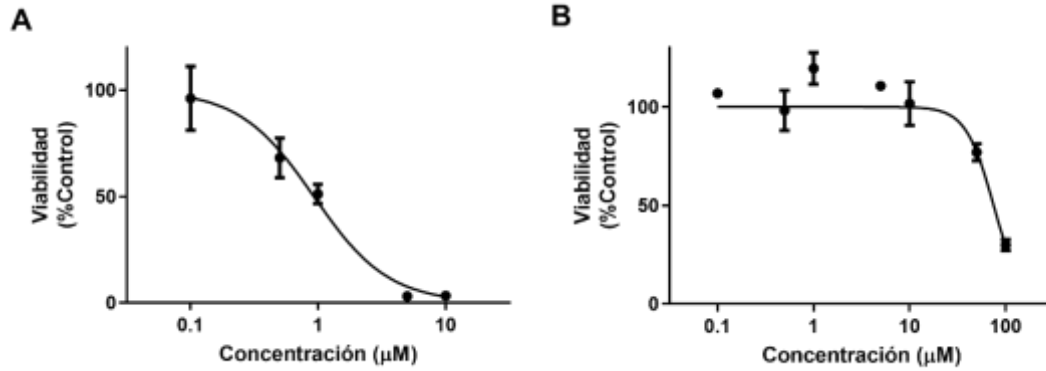 A
Viabilidad
(%Control)
100
50
0
0.1
1
10
Concentración (μM)
B
Viabilidad
(%Control)
100
50
0
0.1
1
10
100
Concentración (μM)